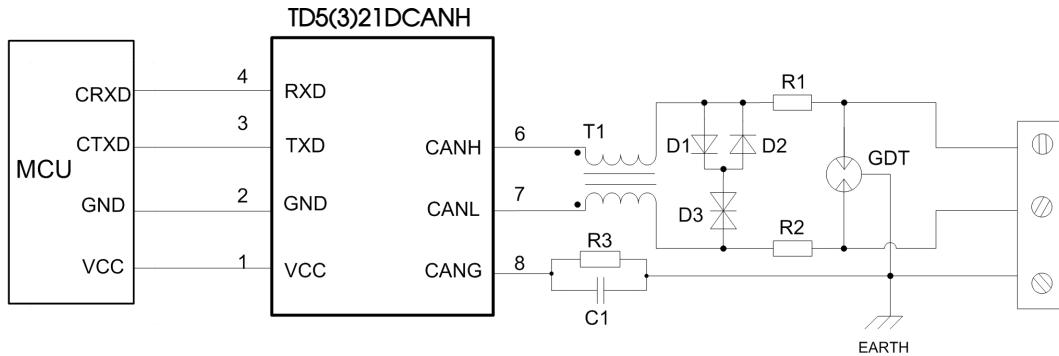 TD5(3)21DCANH
MCU
CRXD
CTXD
GND
VCC
4
3
2
1
RXD
TXD
GND
VCC
CANH
CANL
CANG
6
7
8
T1
D1
D2
D3
R1
R2
GDT
R3
C1
EARTH